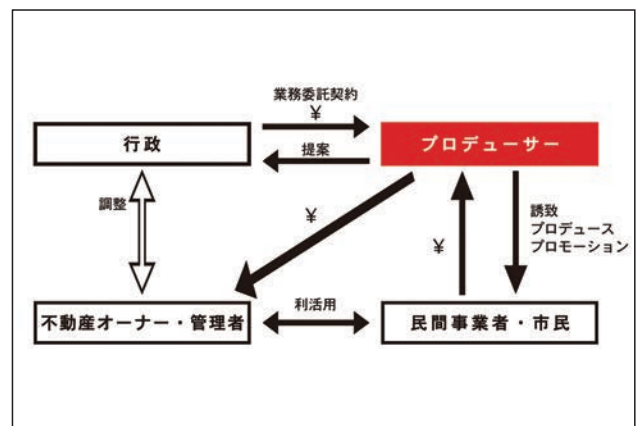 業務委託契約
¥
行政
プロデューサー
提案
調整
¥
¥
誘致
プロデュース
プロモーション
不動産オーナー・管理者
利活用
民間事業者・市民